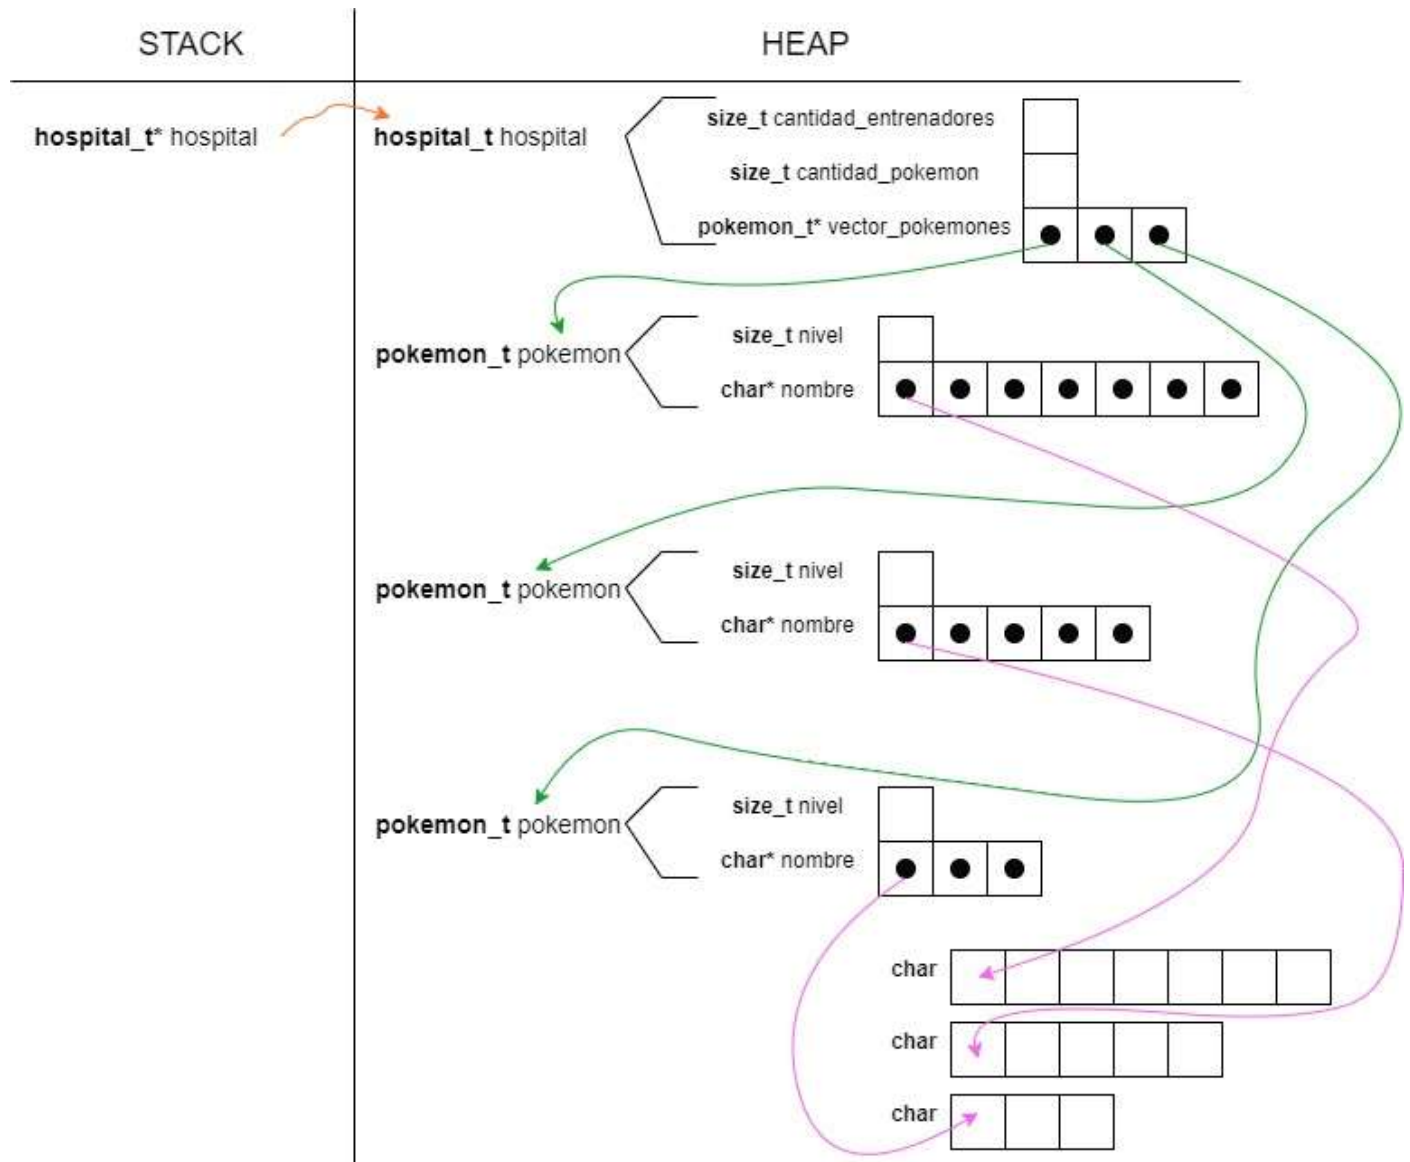 STACK
HEAP
hospital_t* hospital
hospital_t hospital
size_t cantidad_entrenadores
size_t cantidad_pokemon
pokemon_t* vector_pokemones
pokemon_t pokemon
size_t nivel
char* nombre
pokemon_t pokemon
size_t nivel
char* nombre
pokemon_t pokemon
size_t nivel
char* nombre
char
char
char